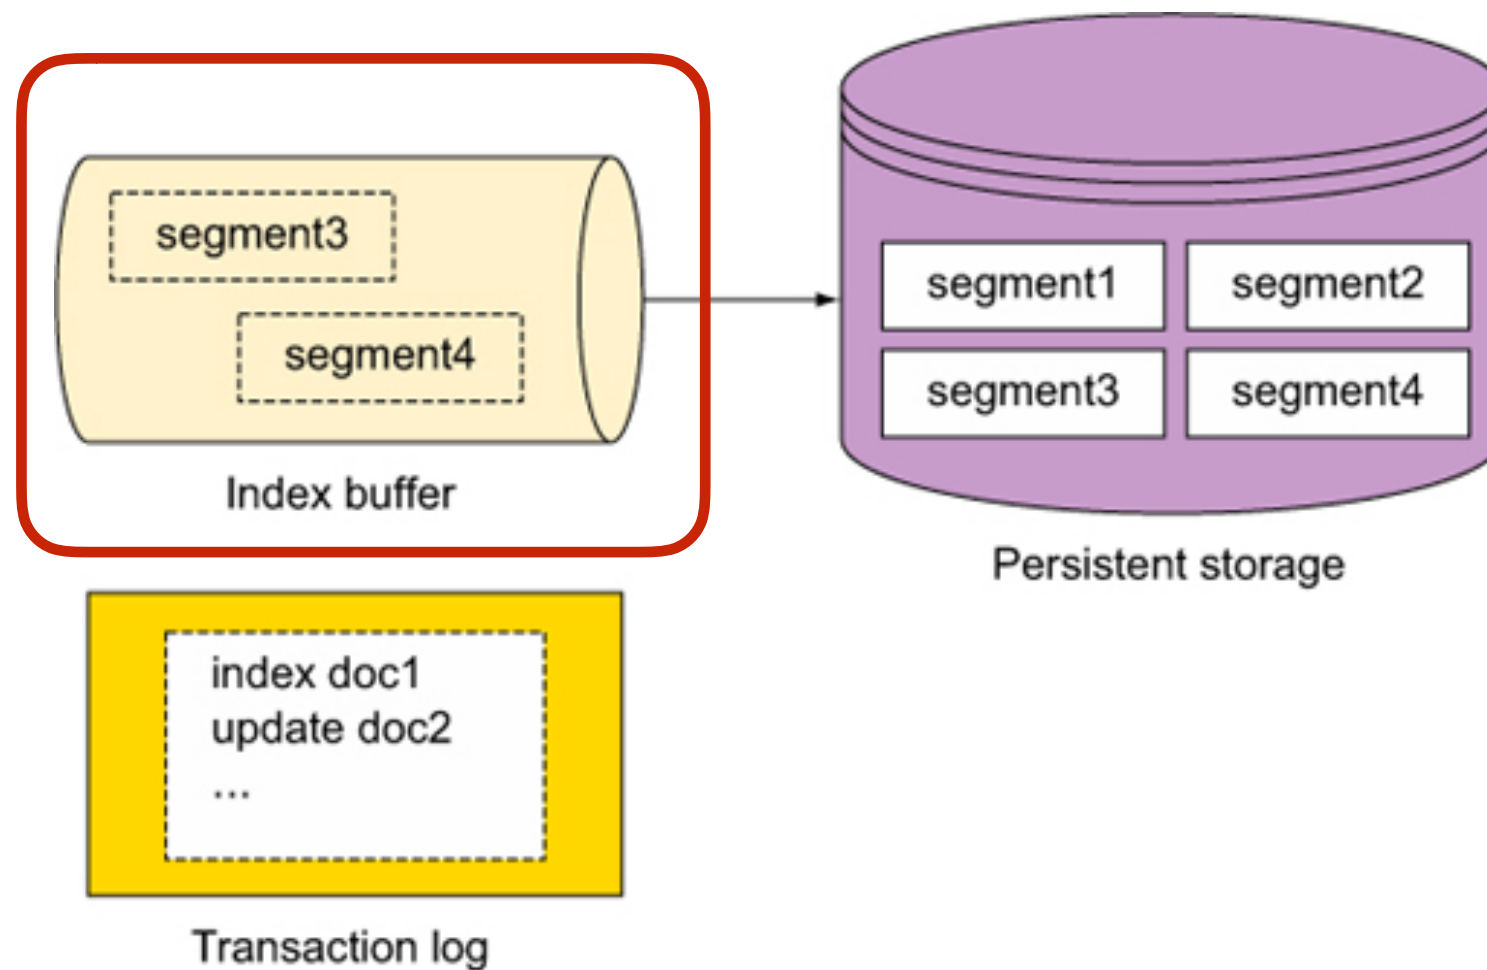 segment3
segment4
Index buffer
segment1 segment2
segment3 segment4
Persistent storage
index doc1
update doc2
...
Transaction log